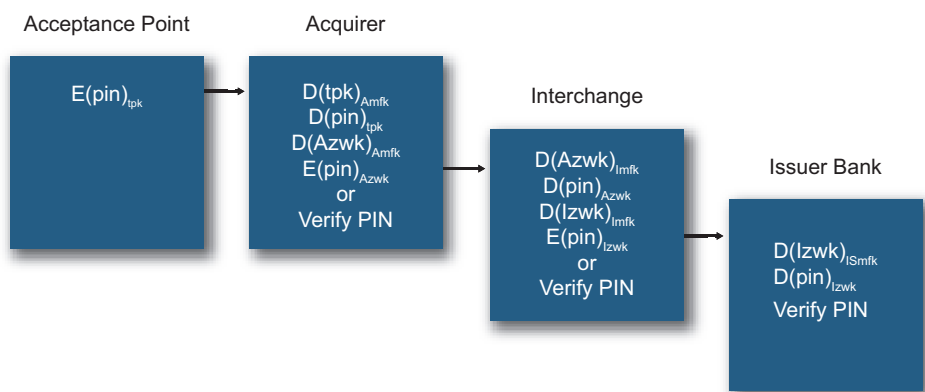 Acceptance Point
E(pin)tpk
Acquirer
D(tpk)Amfk
D(pin)tpk
D(Azwk)Amfk
E(pin)Azwk
or
Verify PIN
Interchange
D(Azwk)Imfk
D(pin)Azwk
D(Izwk)Imfk
E(pin)Izwk
or
Verify PIN
Issuer Bank
D(Izwk)ISmfk
D(pin)Izwk
Verify PIN